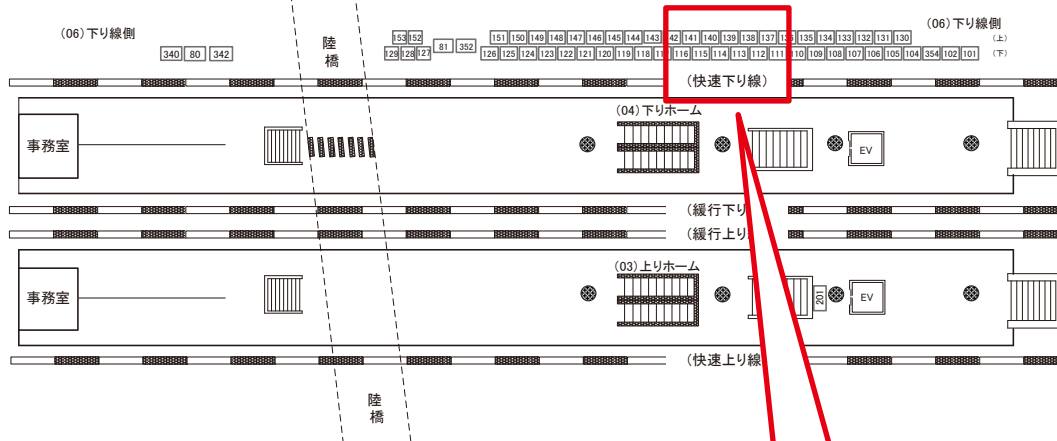 (06)下り線側
340 80 342
陸橋
153 152
129 128 127
81 352
151 150 149 148 147 146 145 144 143 142 141 140 139 138 137 136 135 134 133 132 131 130
(上)
126 125 124 123 122 121 120 119 118 116 115 114 113 112 111 110 109 108 107 106 105 104 354 102 101
(下)
(06)下り線側
(快速下り線)
(04)下りホーム
事務室
EV
(緩行下り
(緩行上り
(03)上りホーム
事務室
201
EV
(快速上り線
陸橋